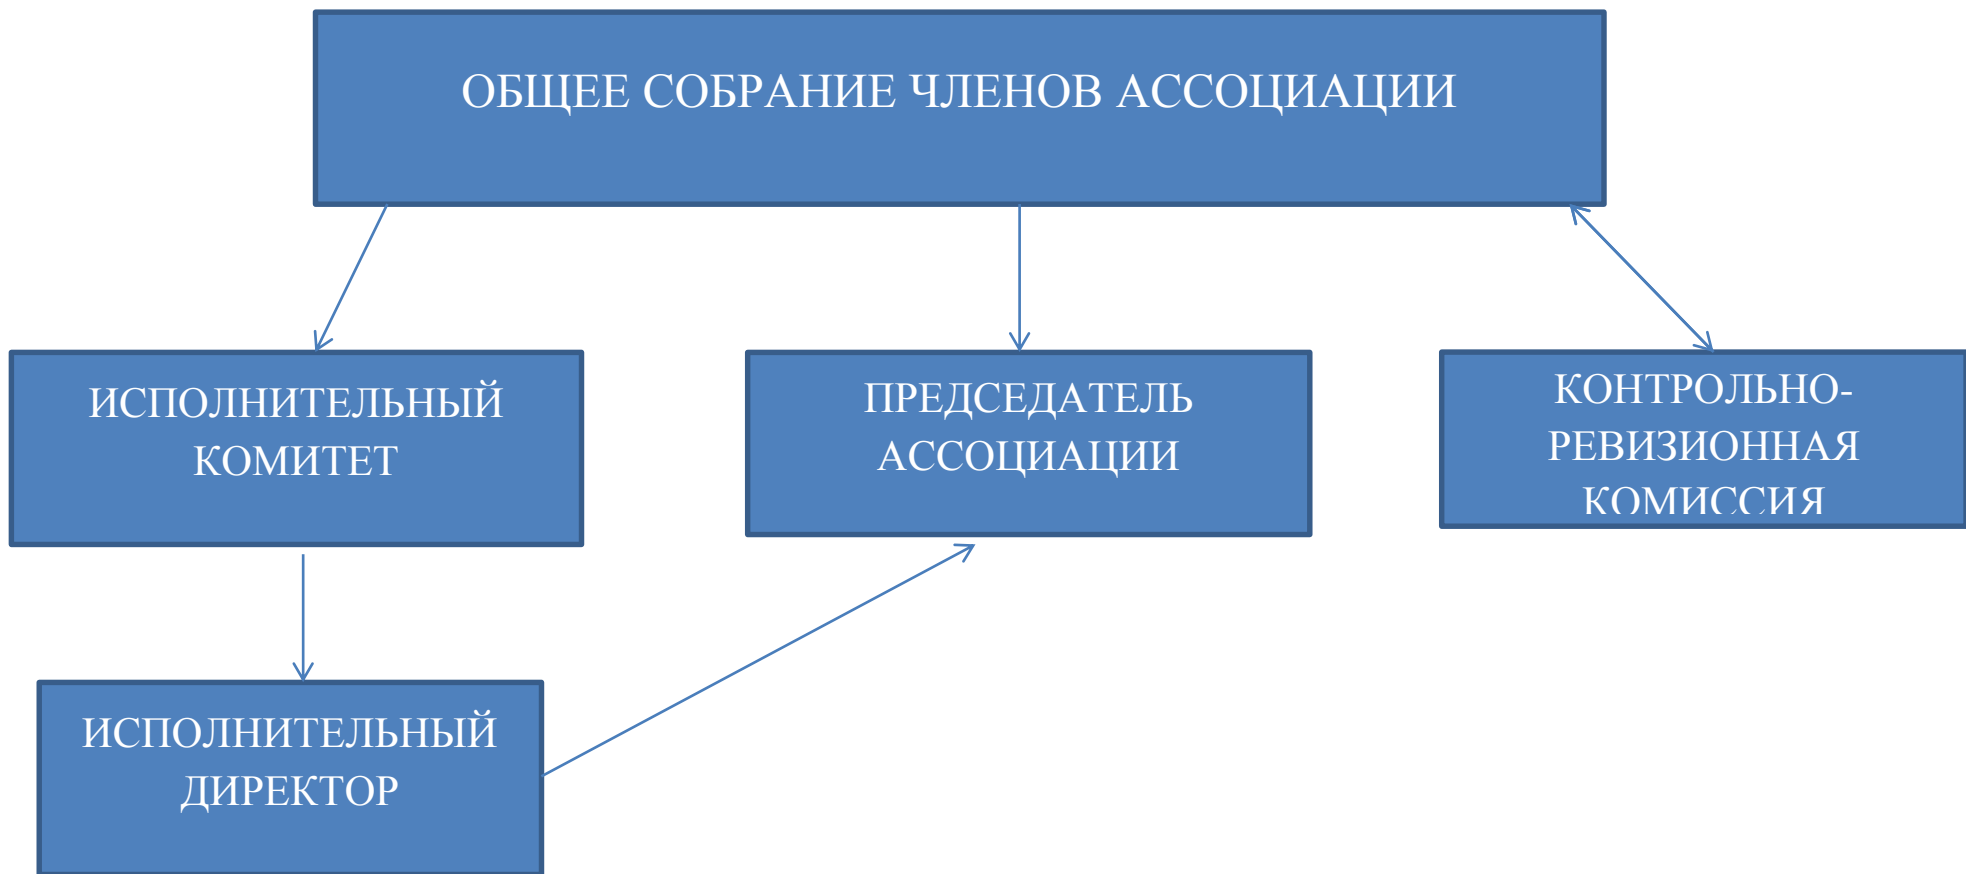 ОБЩЕЕ СОБРАНИЕ ЧЛЕНОВ АССОЦИАЦИИ
ИСПОЛНИТЕЛЬНЫЙ
КОМИТЕТ
ПРЕДСЕДАТЕЛЬ
АССОЦИАЦИИ
КОНТРОЛЬНО-
РЕВИЗИОННАЯ
КОМИССИЯ
ИСПОЛНИТЕЛЬНЫЙ
ДИРЕКТОР